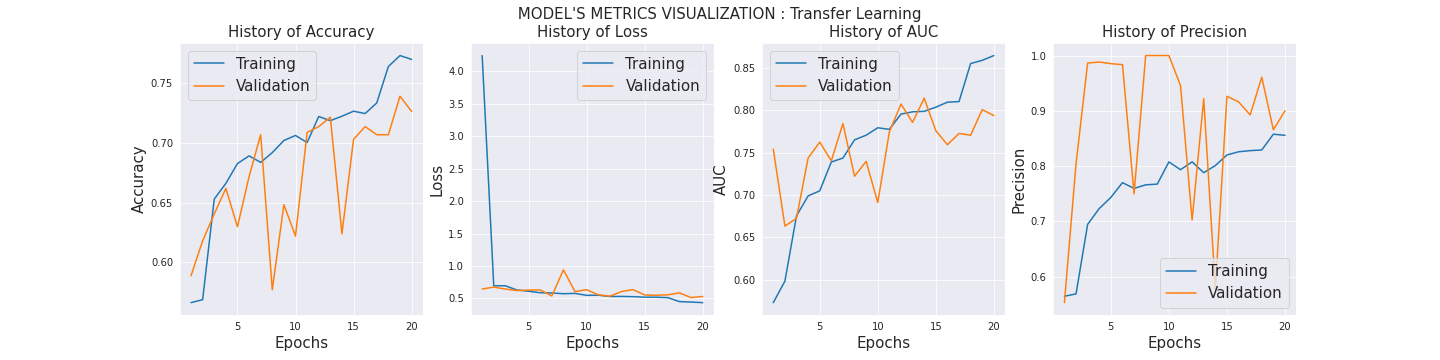 MODEL'S METRICS VISUALIZATION : Transfer Learning
History of Accuracy
Training
Validation
0.75
0.70
0.65
0.60
Accuracy
5
10
15
20
Epochs
History of Loss
Training
Validation
4.0
3.5
3.0
2.5
2.0
1.5
1.0
0.5
Loss
5
10
15
20
Epochs
History of AUC
Training
Validation
0.85
0.80
0.75
0.70
0.65
0.60
AUC
5
10
15
20
Epochs
History of Precision
1.0
0.9
0.8
0.7
0.6
Precision
Training
Validation
5
10
15
20
Epochs